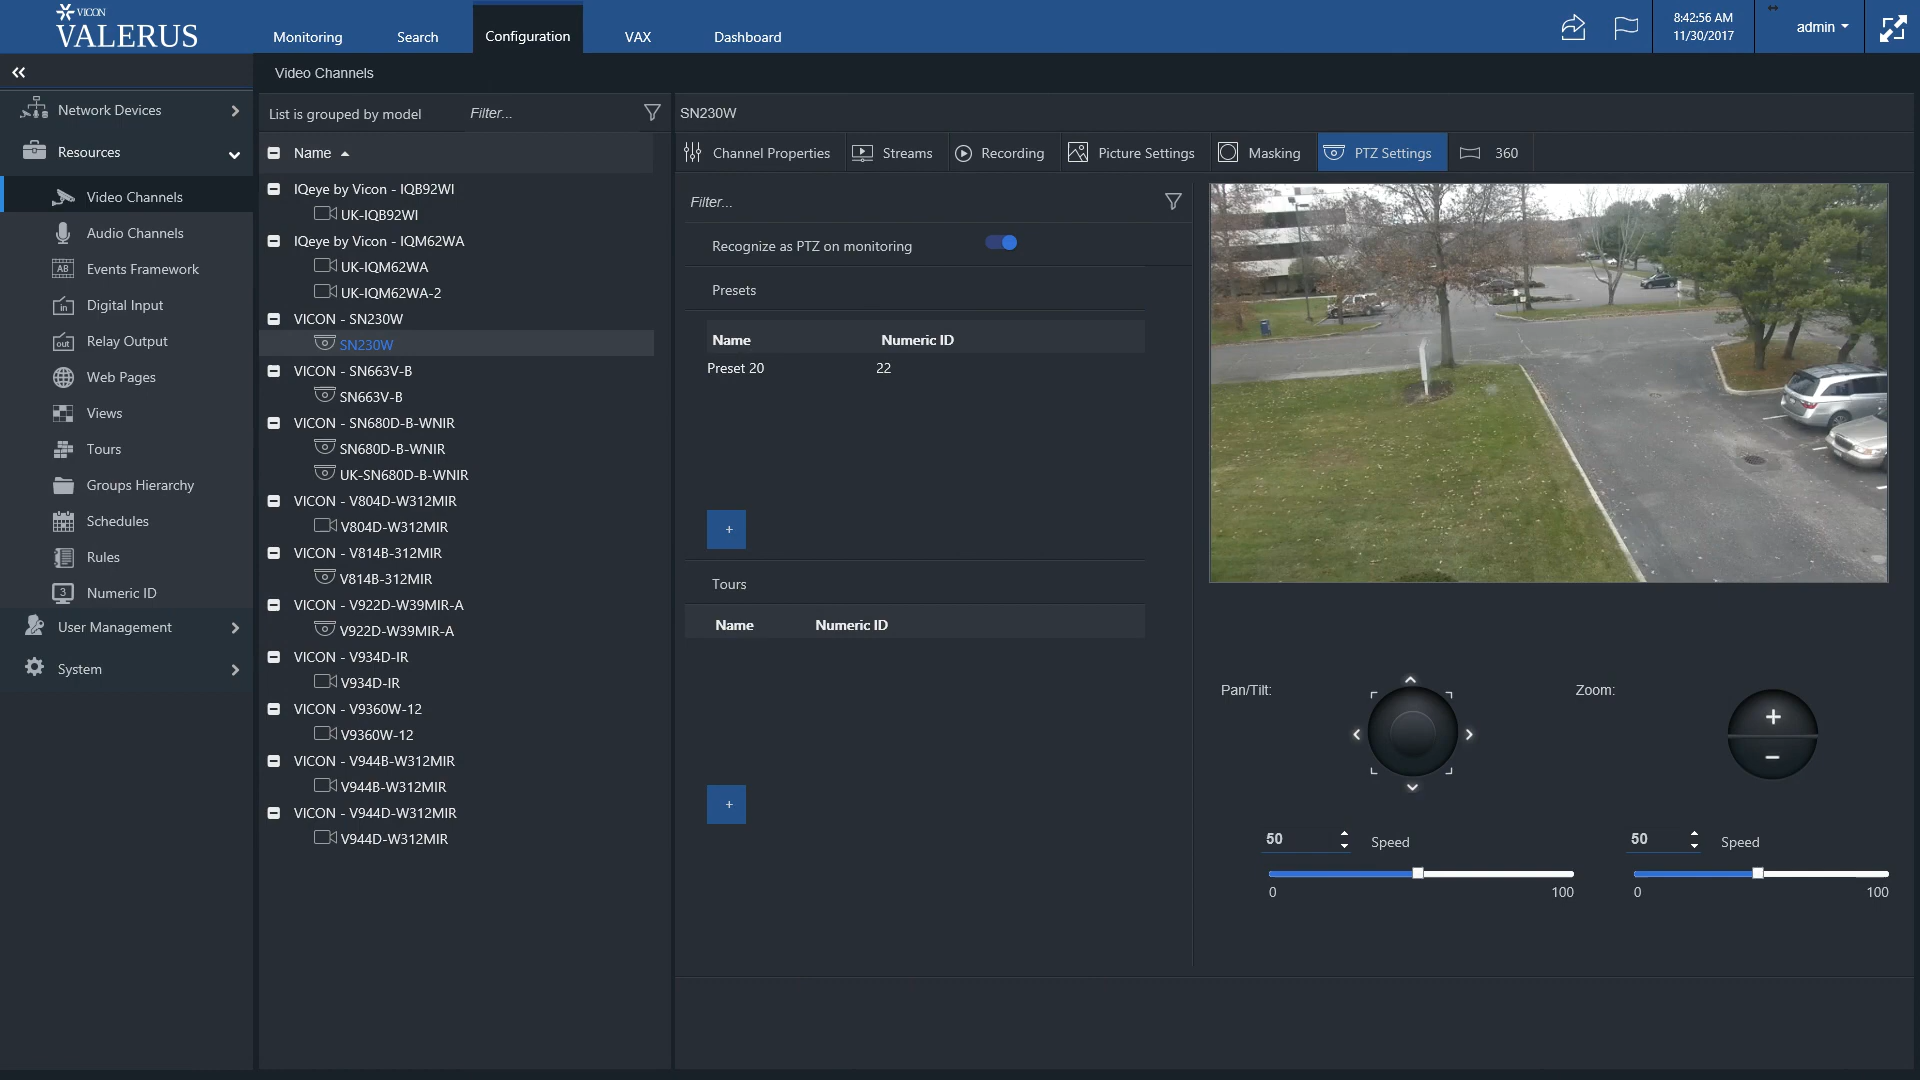 VICON
VALERUS
Monitoring
Search
Configuration
VAX
Dashboard
8:42:56 AM
11/30/2017
admin
Video Channels
Network Devices
Resources
Video Channels
Audio Channels
AB Events Framework
in Digital Input
out Relay Output
Web Pages
Views
Tours
Groups Hierarchy
Schedules
Rules
3 Numeric ID
User Management
System
List is grouped by model
Filter...
Name
IQeye by Vicon - IQB92WI
UK-IQB92WI
IQeye by Vicon - IQM62WA
UK-IQM62WA
UK-IQM62WA-2
VICON - SN230W
SN230W
VICON - SN663V-B
SN663V-B
VICON - SN680D-B-WNIR
SN680D-B-WNIR
UK-SN680D-B-WNIR
VICON - V804D-W312MIR
V804D-W312MIR
VICON - V814B-312MIR
V814B-312MIR
VICON - V922D-W39MIR-A
V922D-W39MIR-A
VICON - V934D-IR
V934D-IR
VICON - V9360W-12
V9360W-12
VICON - V944B-W312MIR
V944B-W312MIR
VICON - V944D-W312MIR
V944D-W312MIR
SN230W
Channel Properties
Streams
Recording
Picture Settings
Masking
PTZ Settings
360
Filter...
Recognize as PTZ on monitoring
Presets
Name Numeric ID
Preset 20 22
+
Tours
Name Numeric ID
+
Pan/Tilt:
Zoom:
+
−
50 Speed
0 100
50 Speed
0 100